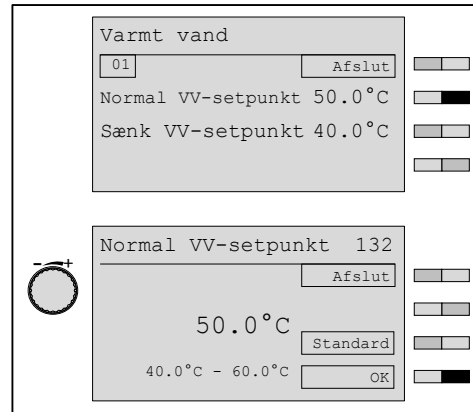 Varmt vand
01 Afslut
Normal VV-setpunkt 50.0°C
Sænk VV-setpunkt 40.0°C
Normal VV-setpunkt 132
- +
Afslut
50.0°C
Standard
40.0°C - 60.0°C OK